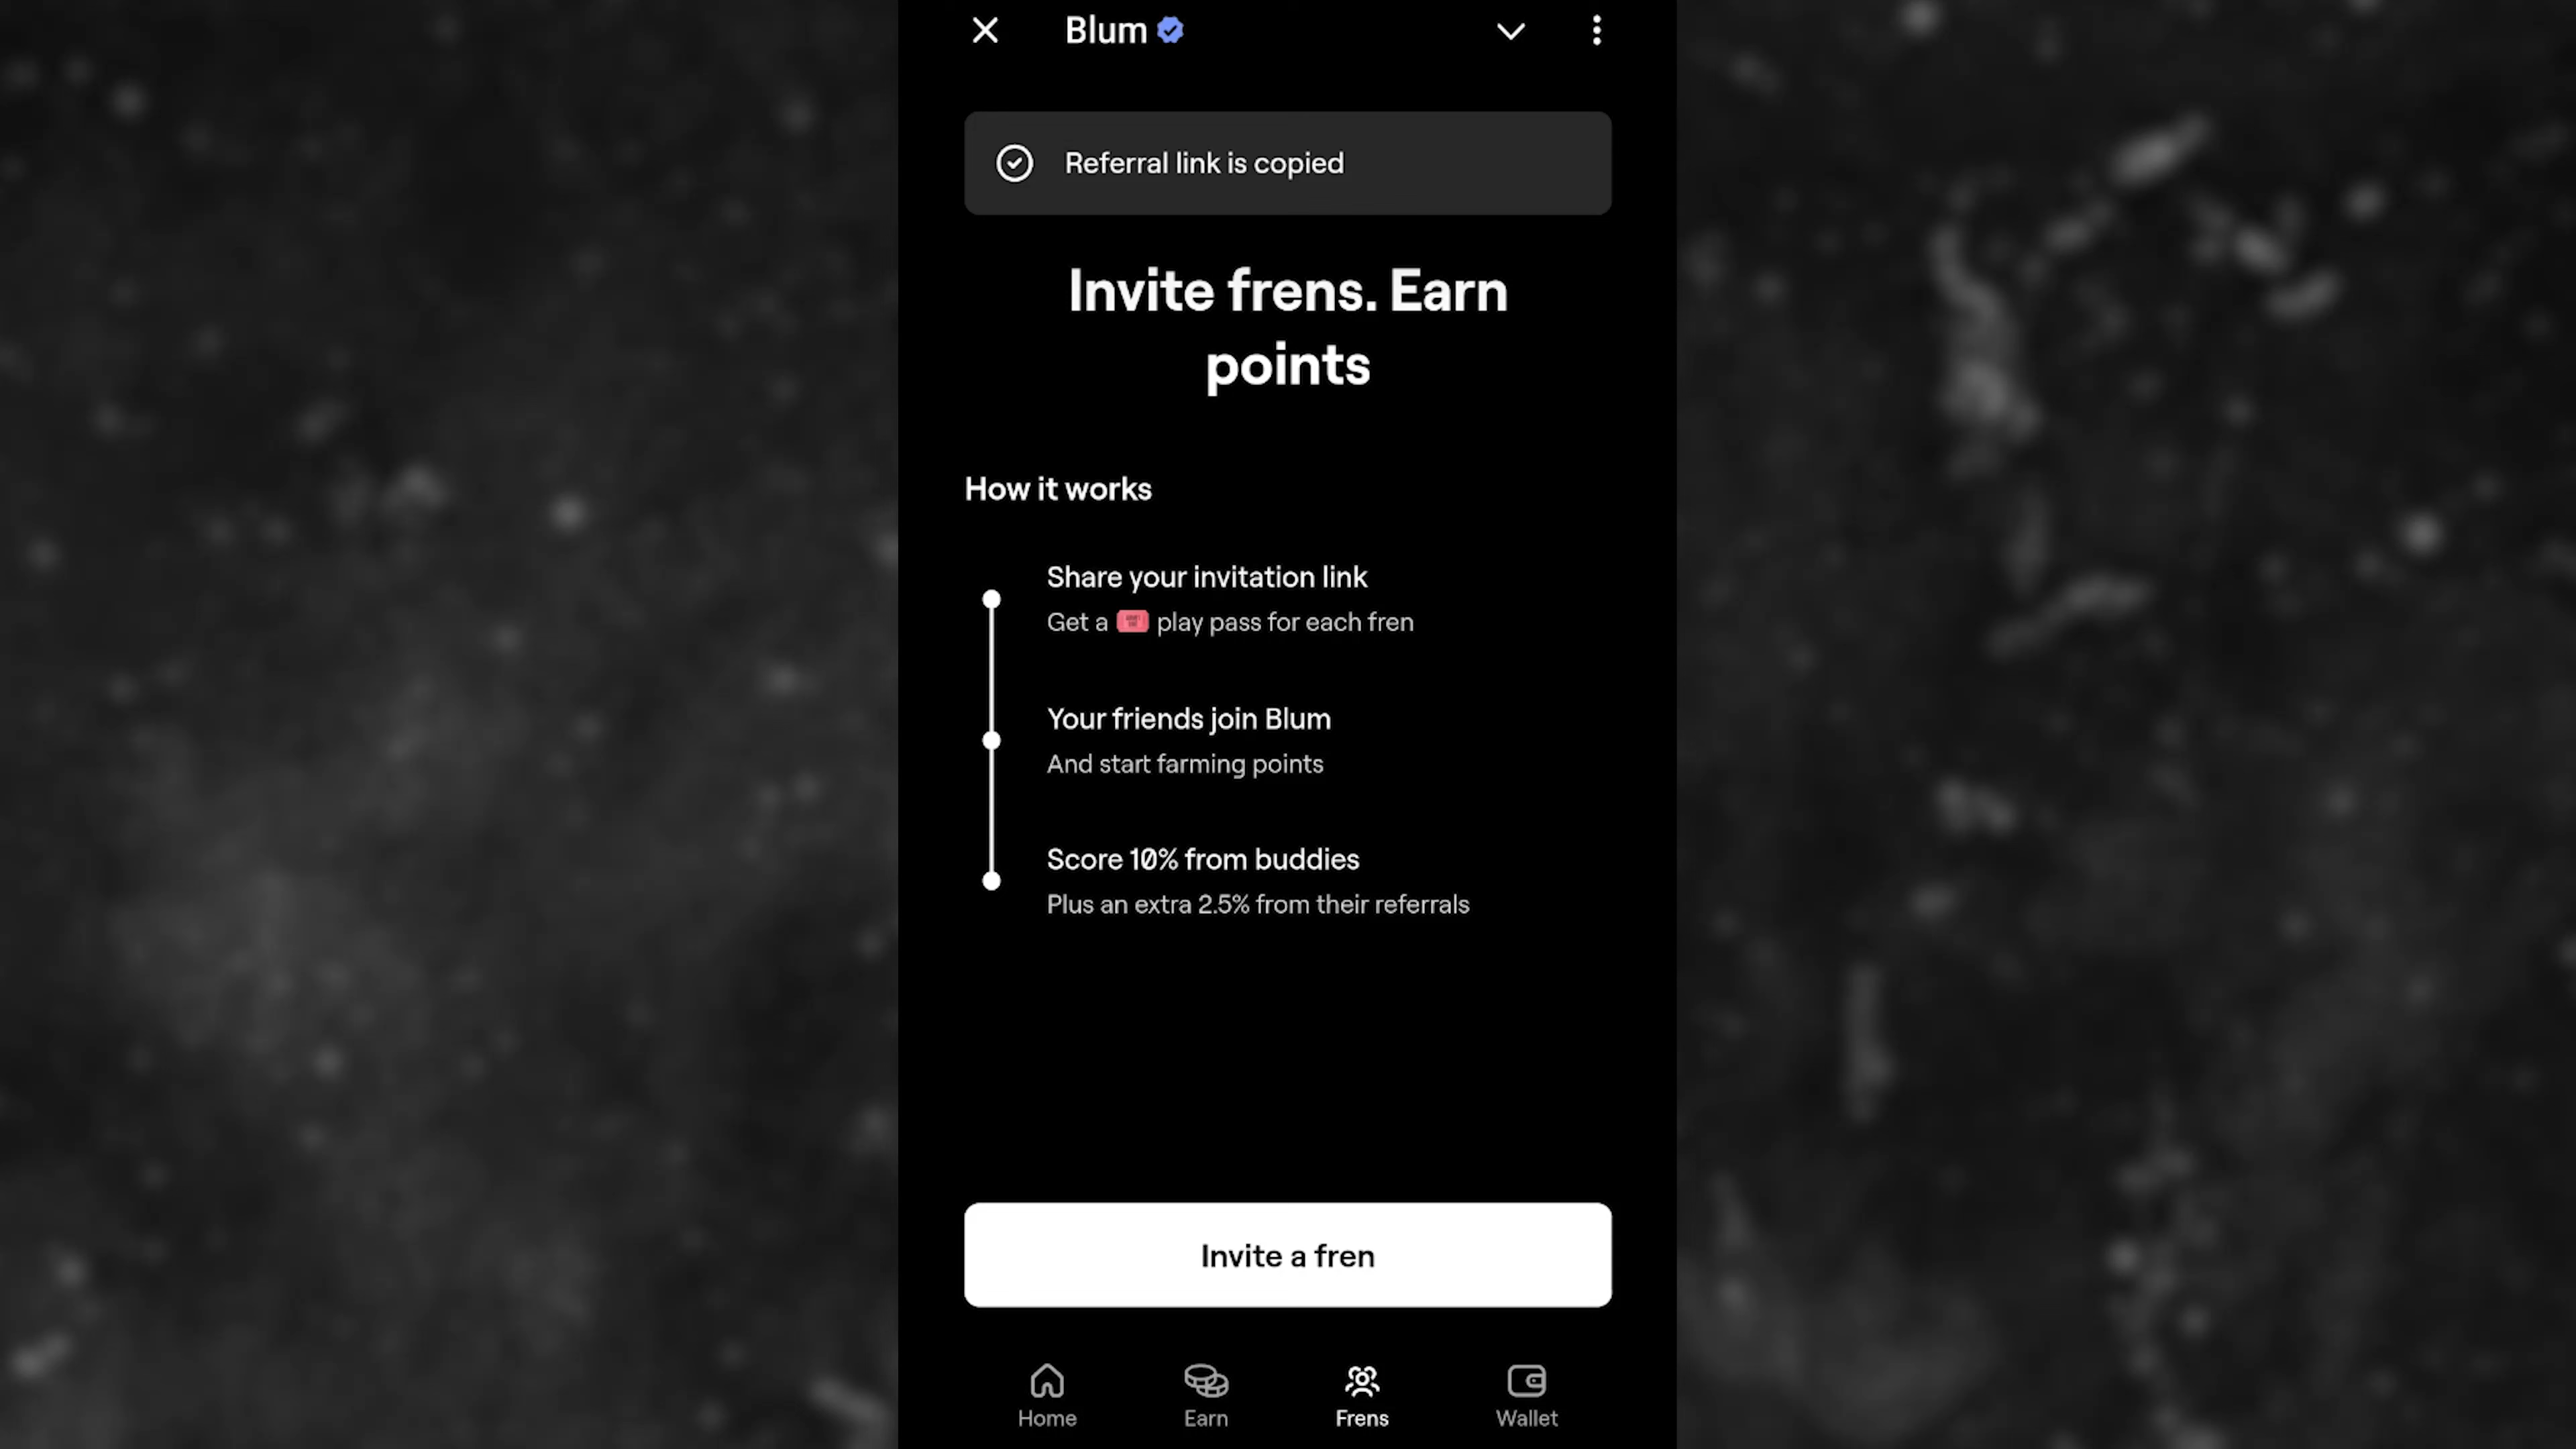 Blum
Referral link is copied
Invite frens. Earn
points
How it works
Share your invitation link
Get a play pass for each fren
Your friends join Blum
And start farming points
Score 10% from buddies
Plus an extra 2.5% from their referrals
Invite a fren
Home
Earn
Frens
Wallet